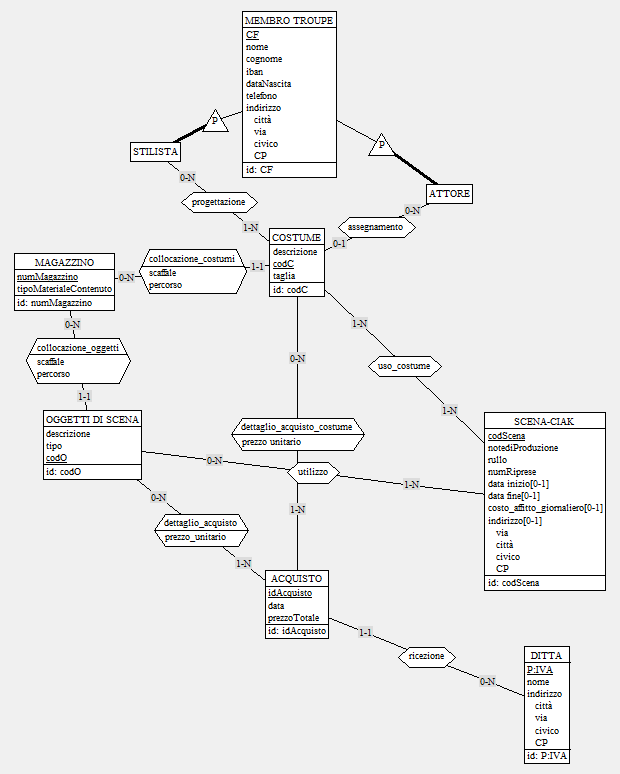 MEMBRO TROUPE
CF
nome
cognome
iban
dataNascita
telefono
indirizzo
città
via
civico
CP
id: CF
P
P
STILISTA
ATTORE
0-N
0-N
progettazione
assegnamento
1-N
0-1
COSTUME
descrizione
codC
taglia
id: codC
MAGAZZINO
numMagazzino
tipoMaterialeContenuto
id: numMagazzino
0-N
collocazione_costumi
scaffale
percorso
1-1
0-N
collocazione_oggetti
scaffale
percorso
1-1
1-N
uso_costume
1-N
0-N
dettaglio_acquisto_costume
prezzo unitario
1-N
OGGETTI DI SCENA
descrizione
tipo
codO
id: codO
0-N
utilizzo
1-N
SCENA-CIAK
codScena
notediProduzione
rullo
numRiprese
data inizio[0-1]
data fine[0-1]
costo_affitto_giornaliero[0-1]
indirizzo[0-1]
via
città
civico
CP
id: codScena
0-N
dettaglio_acquisto
prezzo_unitario
1-N
ACQUISTO
idAcquisto
data
prezzoTotale
id: idAcquisto
1-1
ricezione
0-N
DITTA
P:IVA
nome
indirizzo
città
via
civico
CP
id: P:IVA